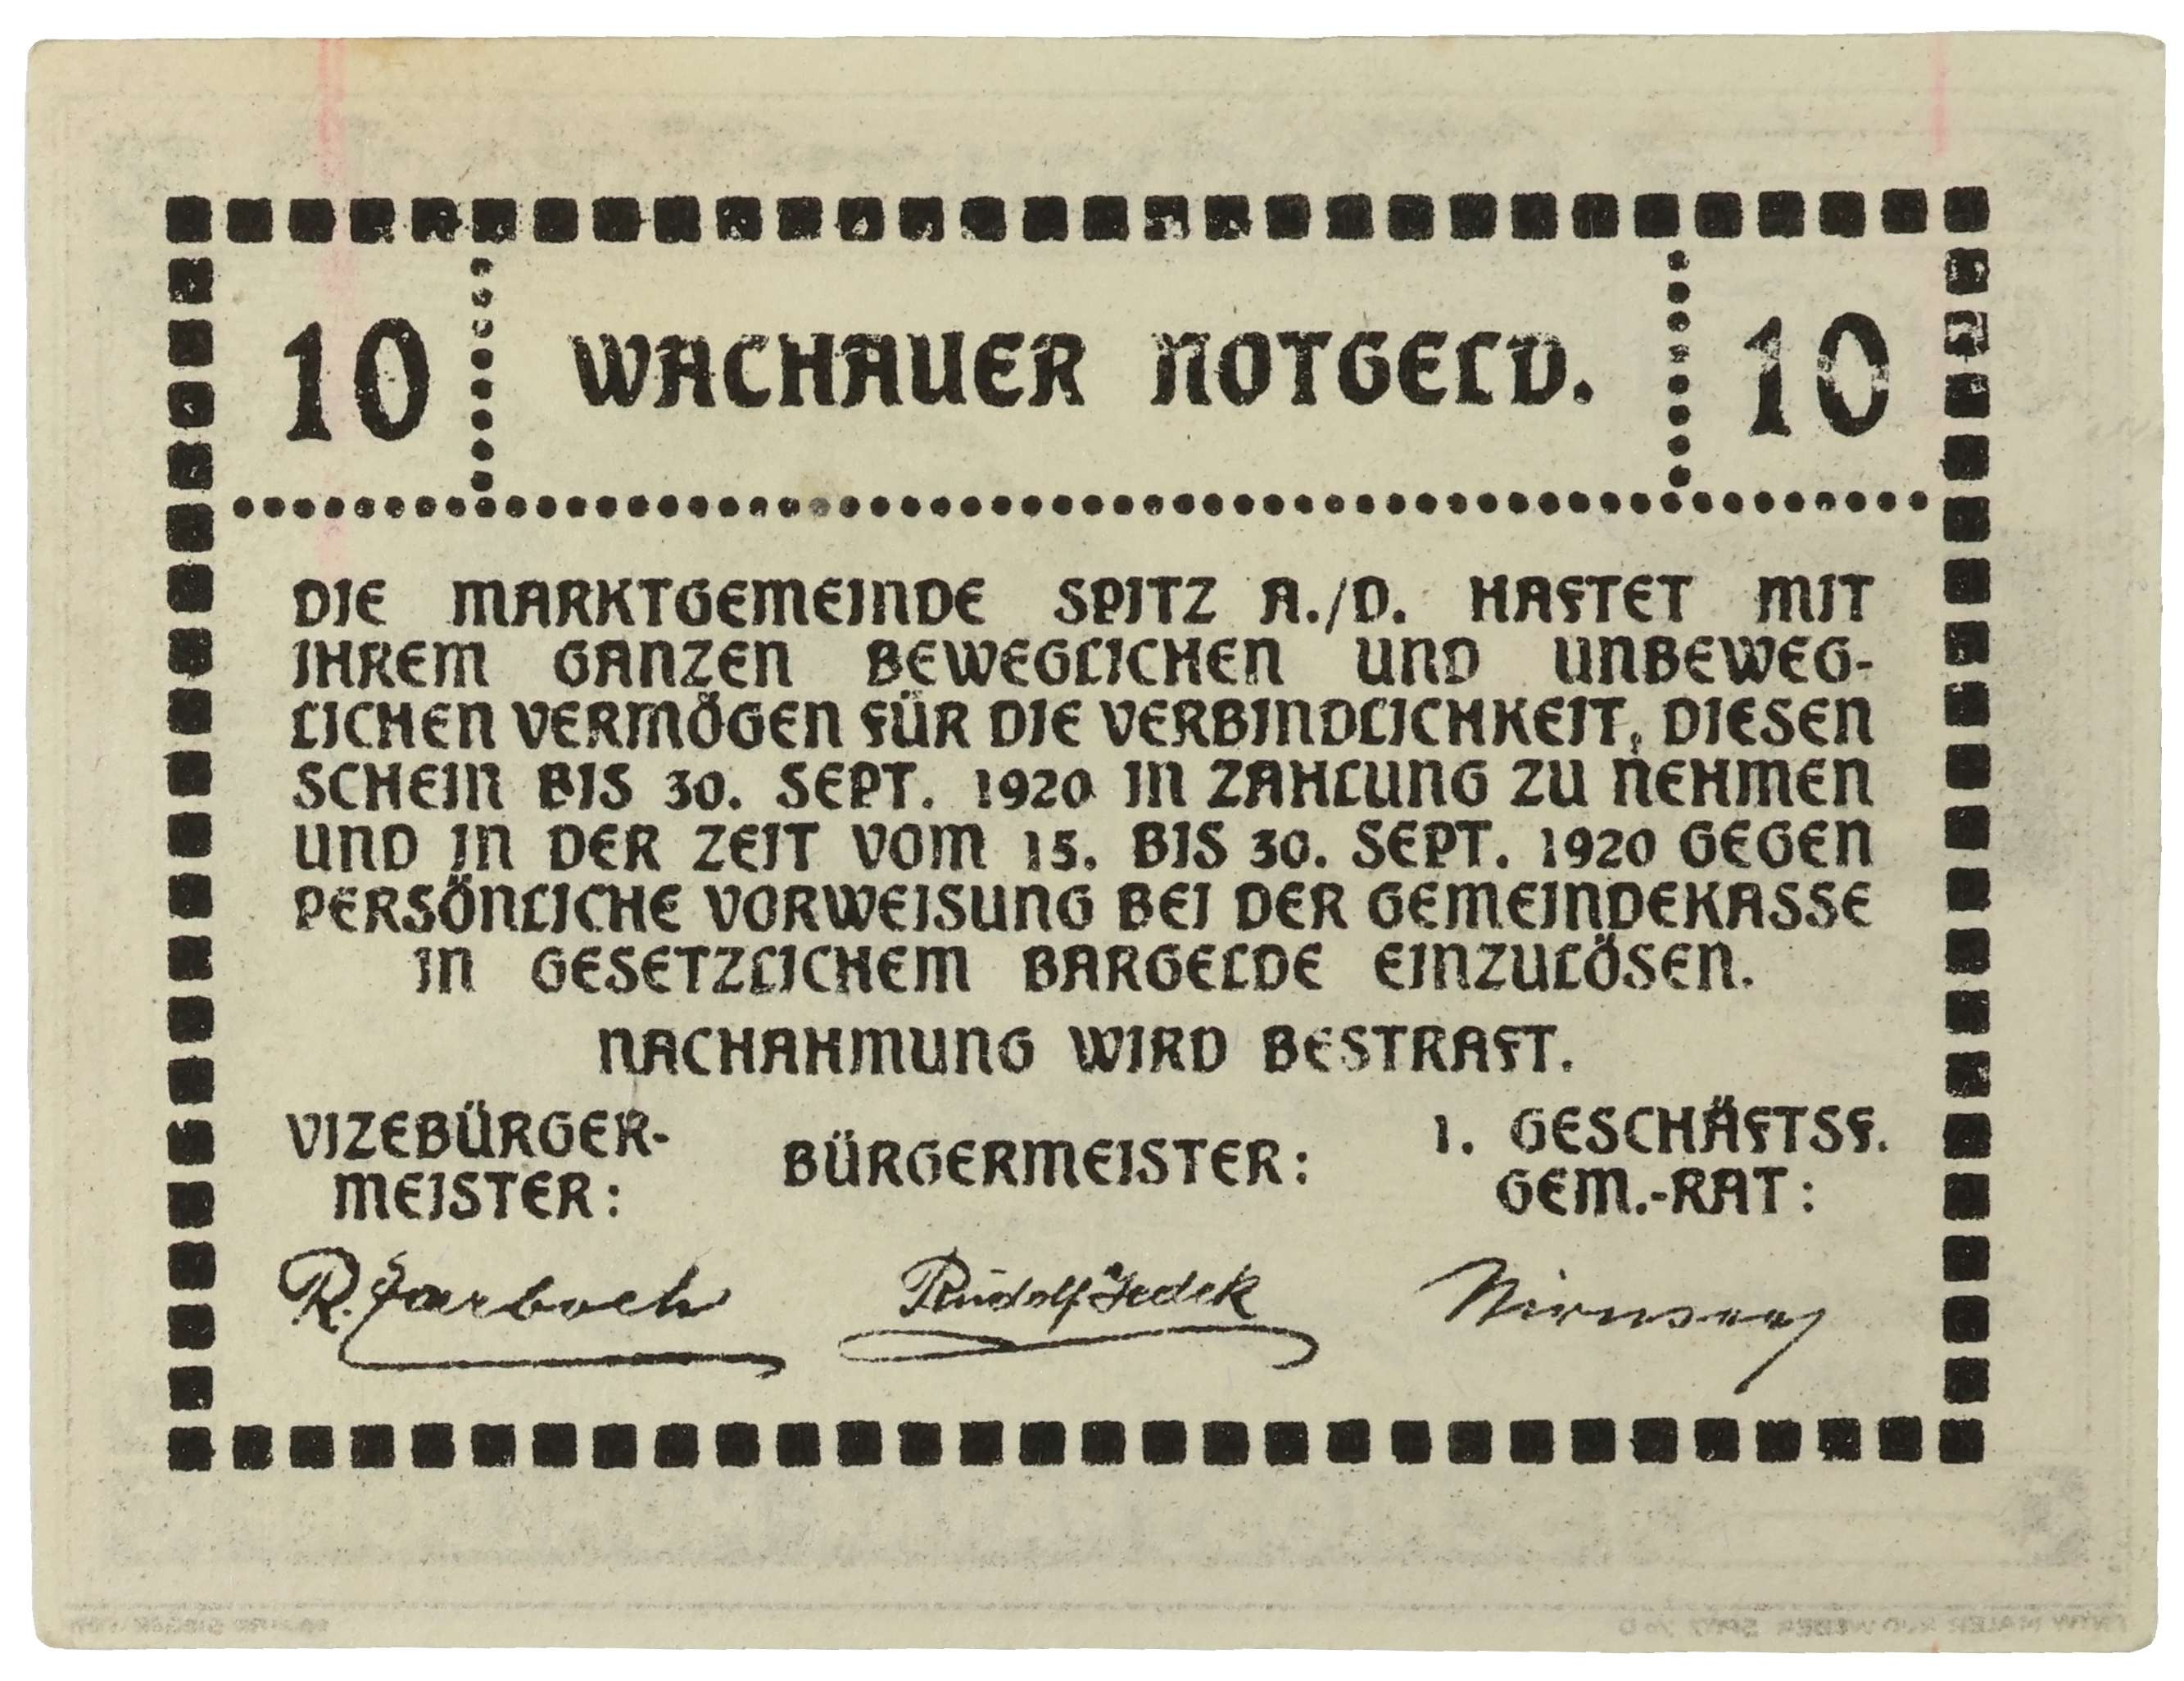 10 WACHAUER NOTGELD. 10
DIE MARKTGEMEINDE SPITZ A./D. HAFTET MIT
IHREM GANZEN BEWEGLICHEN UND UNBEWEG-
LICHEN VERMÖGEN FÜR DIE VERBINDLICHKEIT, DIESEN
SCHEIN BIS 30. SEPT. 1920 IN ZAHLUNG ZU NEHMEN
UND IN DER ZEIT VOM 15. BIS 30. SEPT. 1920 GEGEN
PERSÖNLICHE VORWEISUNG BEI DER GEMEINDEKASSE
IN GESETZLICHEM BARGELDE EINZULÖSEN.
NACHAHMUNG WIRD BESTRAFT.
VIZEBÜRGER-
MEISTER:
BÜRGERMEISTER:
1. GESCHÄFTSF.
GEM.-RAT:
R.
Rudolf Jedek